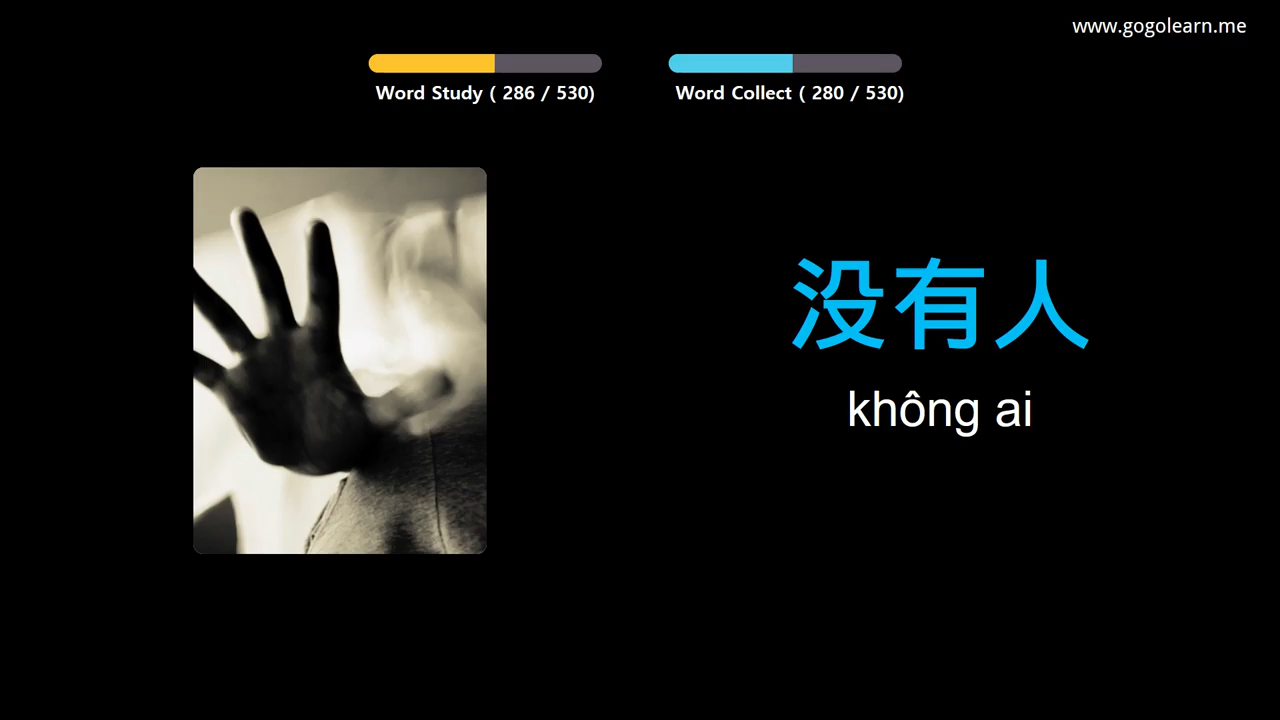 www.gogolearn.me
Word Study ( 286 / 530)
Word Collect ( 280 / 530)
没有人
không ai